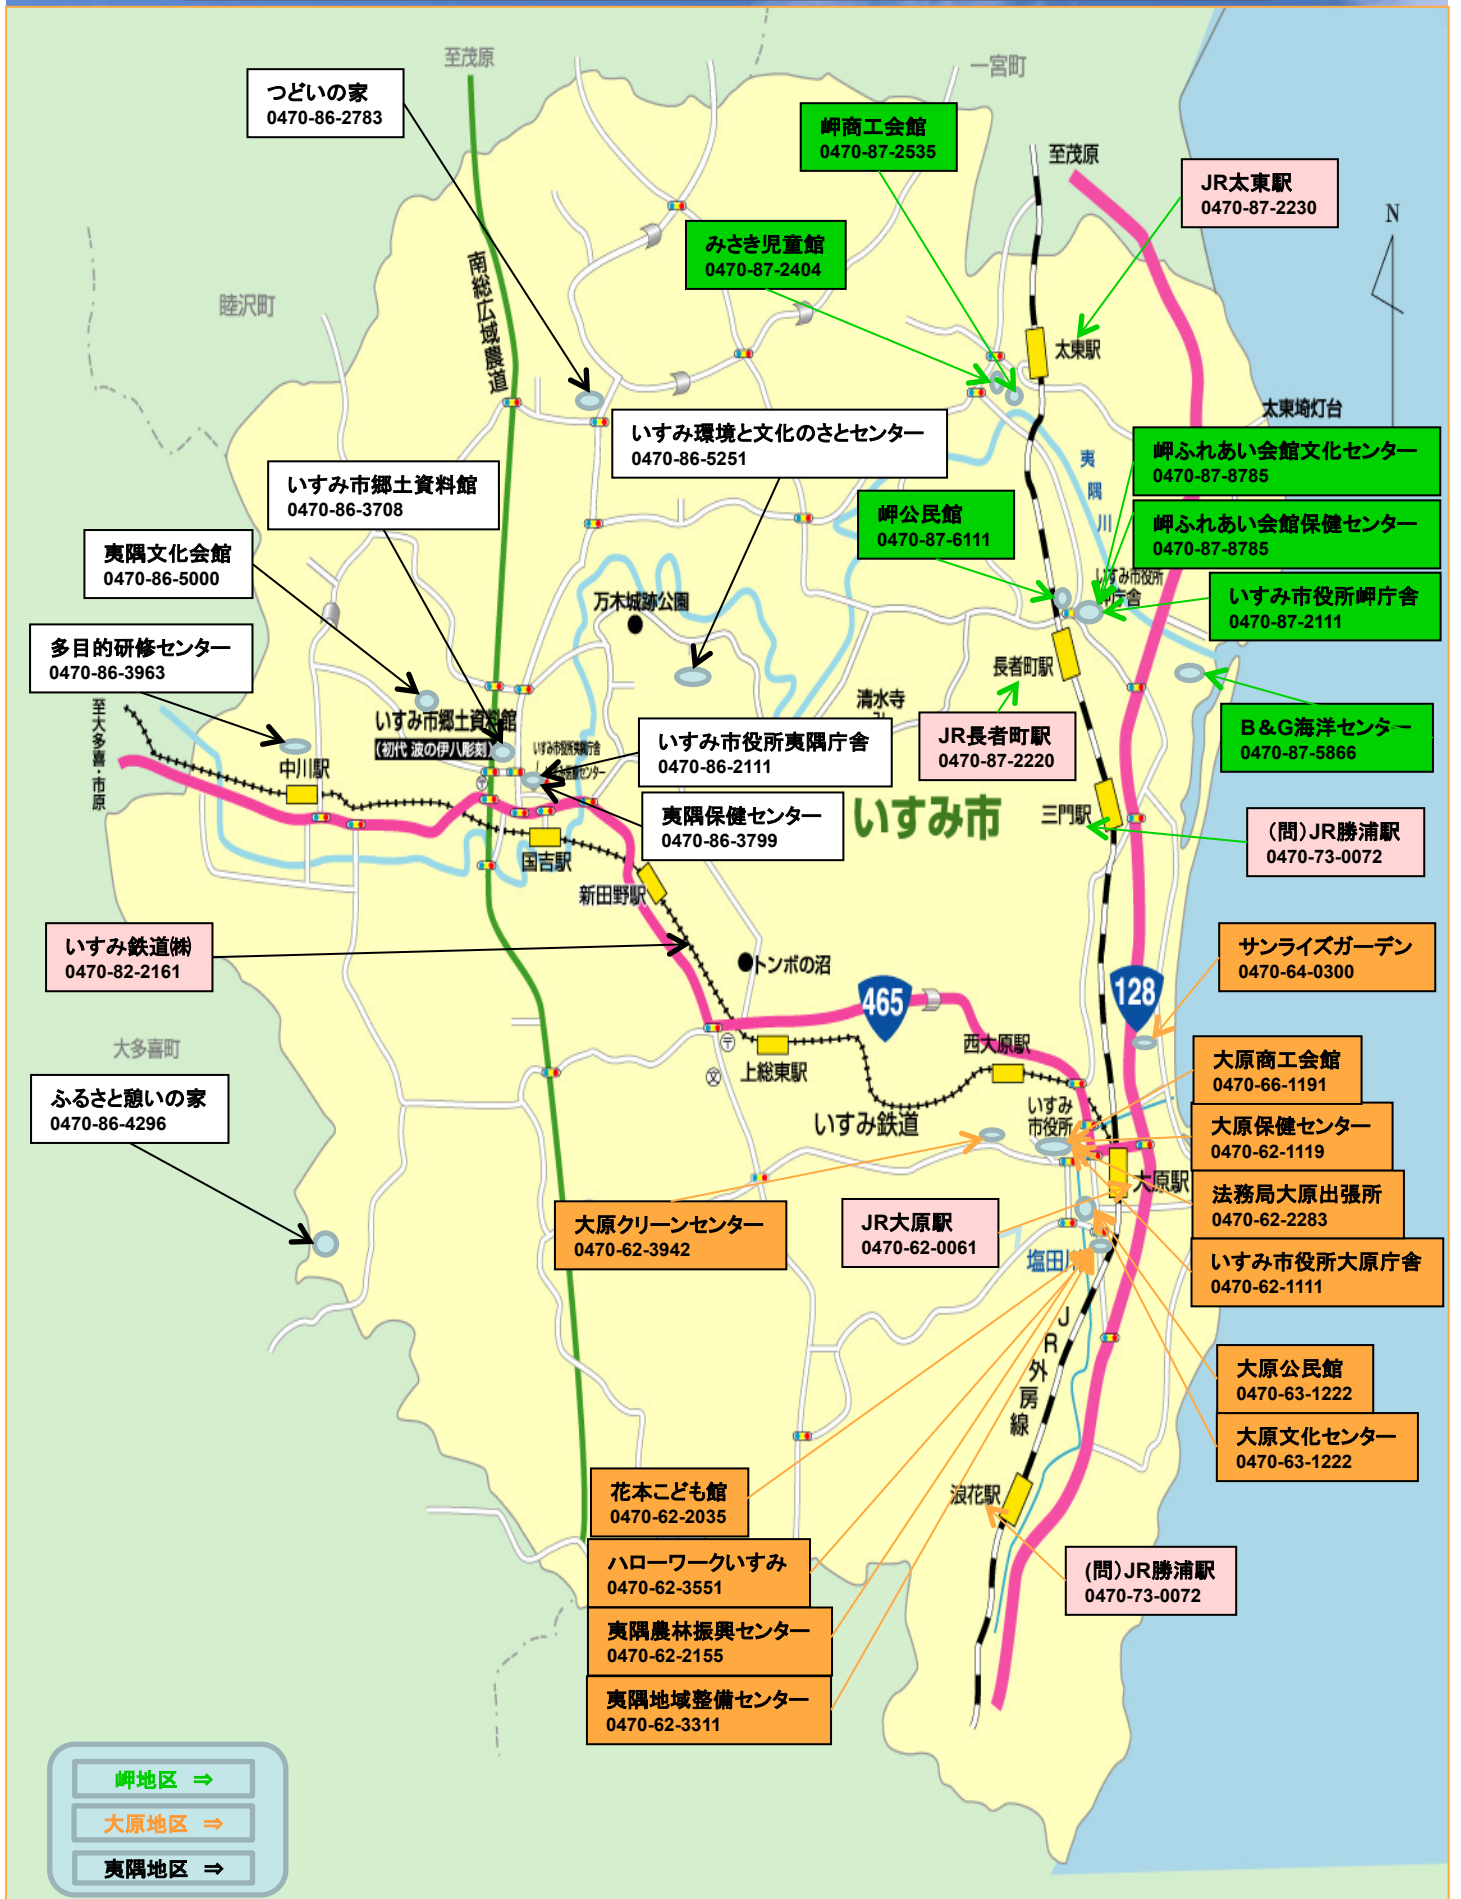 至茂原
一宮町
つどいの家
0470-86-2783
岬商工会館
0470-87-2535
至茂原
JR太東駅
0470-87-2230
N
みさき児童館
0470-87-2404
南総広域農道
睦沢町
太東駅
太東埼灯台
いすみ環境と文化のさとセンター
0470-86-5251
岬ふれあい会館文化センター
0470-87-8785
夷隅川
いすみ市郷土資料館
0470-86-3708
岬公民館
0470-87-6111
岬ふれあい会館保健センター
0470-87-8785
夷隅文化会館
0470-86-5000
いすみ市役所
庁舎
いすみ市役所岬庁舎
0470-87-2111
万木城跡公園
多目的研修センター
0470-86-3963
長者町駅
清水寺
至大多喜・市原
いすみ市郷土資料館
(初代 波の伊八彫刻)
JR長者町駅
0470-87-2220
B&G海洋センター
0470-87-5866
いすみ市役所夷隅庁舎
0470-86-2111
いすみ市役所夷隅庁舎
センター
中川駅
夷隅保健センター
0470-86-3799
いすみ市
三門駅
(問)JR勝浦駅
0470-73-0072
国吉駅
新田野駅
いすみ鉄道㈱
0470-82-2161
サンライズガーデン
0470-64-0300
トンボの沼
465
128
大多喜町
西大原駅
大原商工会館
0470-66-1191
〒
上総東駅
文
ふるさと憩いの家
0470-86-4296
いすみ
市役所
いすみ鉄道
大原保健センター
0470-62-1119
大原駅
法務局大原出張所
0470-62-2283
大原クリーンセンター
0470-62-3942
JR大原駅
0470-62-0061
塩田川
いすみ市役所大原庁舎
0470-62-1111
JR外房線
大原公民館
0470-63-1222
大原文化センター
0470-63-1222
花本こども館
0470-62-2035
浪花駅
ハローワークいすみ
0470-62-3551
(問)JR勝浦駅
0470-73-0072
夷隅農林振興センター
0470-62-2155
夷隅地域整備センター
0470-62-3311
岬地区 ⇒
大原地区 ⇒
夷隅地区 ⇒